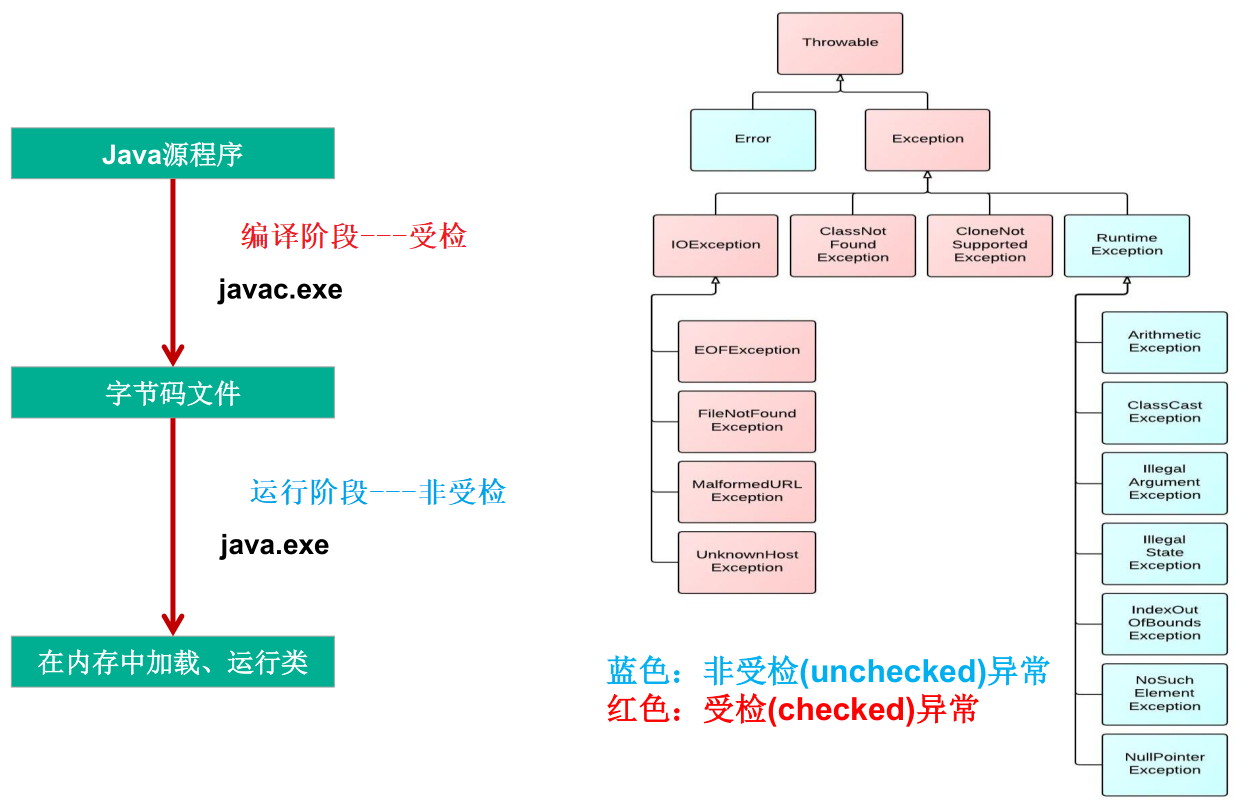 Java源程序
编译阶段---受检
javac.exe
字节码文件
运行阶段---非受检
java.exe
在内存中加载、运行类
Throwable
Error
Exception
IOException
ClassNot
Found
Exception
CloneNot
Supported
Exception
Runtime
Exception
EOFException
FileNotFound
Exception
MalformedURL
Exception
UnknownHost
Exception
Arithmetic
Exception
ClassCast
Exception
Illegal
Argument
Exception
Illegal
State
Exception
IndexOut
OfBounds
Exception
NoSuch
Element
Exception
NullPointer
Exception
蓝色：非受检(unchecked)异常
红色：受检(checked)异常